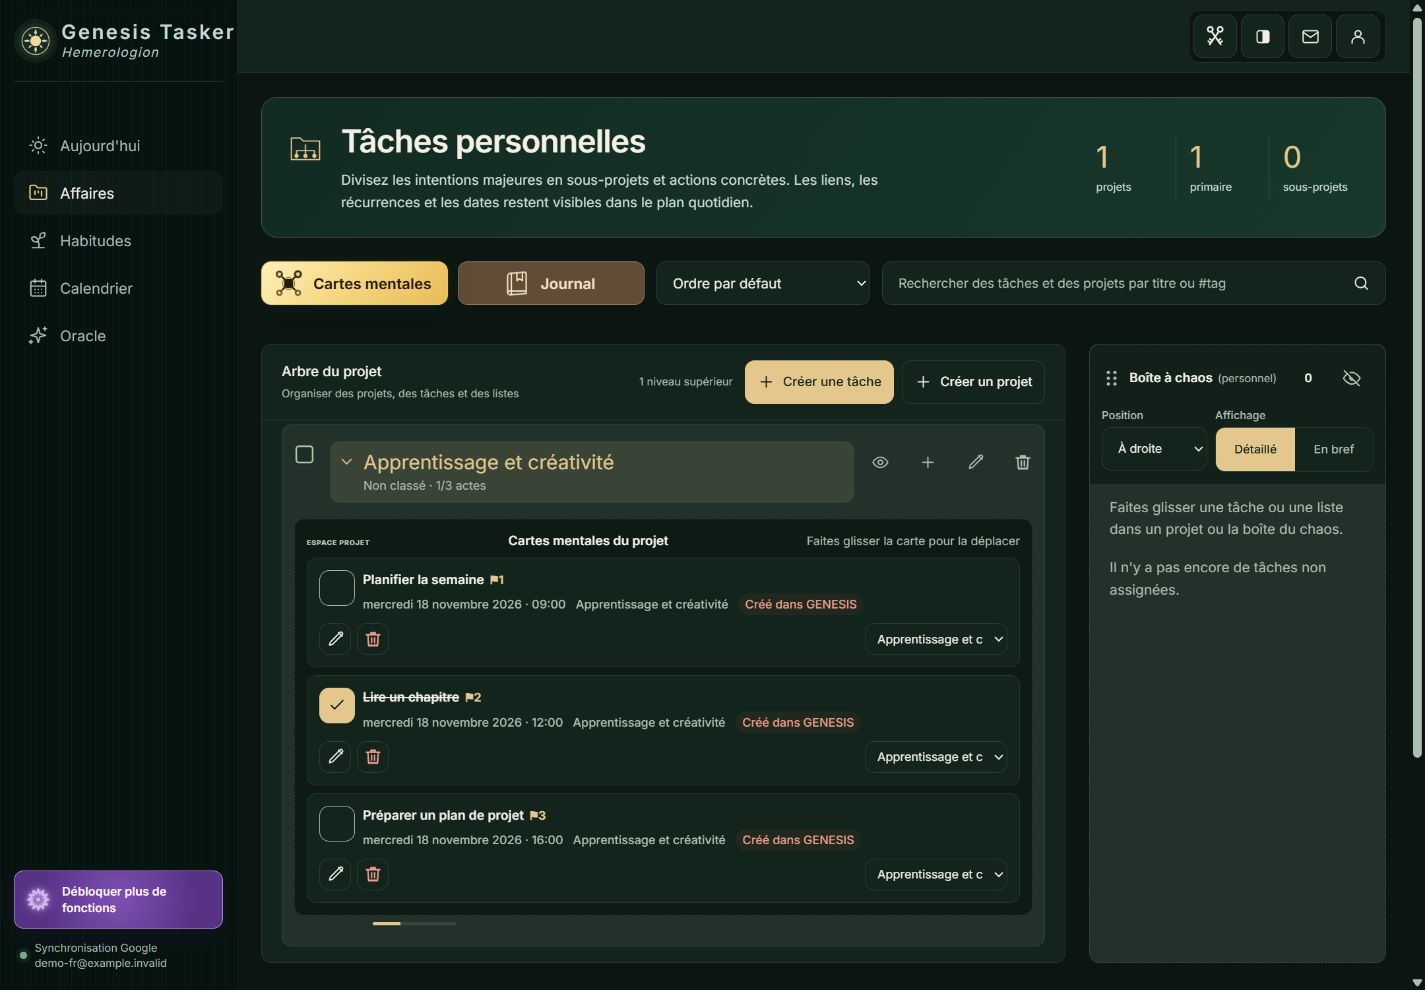 Genesis Tasker
Hemerologion
Aujourd'hui
Affaires
Habitudes
Calendrier
Oracle
Débloquer plus de
fonctions
Synchronisation Google
demo-fr@example.invalid
Tâches personnelles
Divisez les intentions majeures en sous-projets et actions concrètes. Les liens, les
récurrences et les dates restent visibles dans le plan quotidien.
1
projets
1
primaire
0
sous-projets
Cartes mentales
Journal
Ordre par défaut
Rechercher des tâches et des projets par titre ou #tag
Arbre du projet
Organiser des projets, des tâches et des listes
1 niveau supérieur
Créer une tâche
Créer un projet
Apprentissage et créativité
Non classé · 1/3 actes
ESPACE PROJET
Cartes mentales du projet
Faites glisser la carte pour la déplacer
Planifier la semaine 1
mercredi 18 novembre 2026 · 09:00 Apprentissage et créativité Créé dans GENESIS
Apprentissage et c
Lire un chapitre 2
mercredi 18 novembre 2026 · 12:00 Apprentissage et créativité Créé dans GENESIS
Apprentissage et c
Préparer un plan de projet 3
mercredi 18 novembre 2026 · 16:00 Apprentissage et créativité Créé dans GENESIS
Apprentissage et c
Boîte à chaos (personnel) 0
Position
Affichage
À droite
Détaillé
En bref
Faites glisser une tâche ou une liste
dans un projet ou la boîte du chaos.
Il n'y a pas encore de tâches non
assignées.